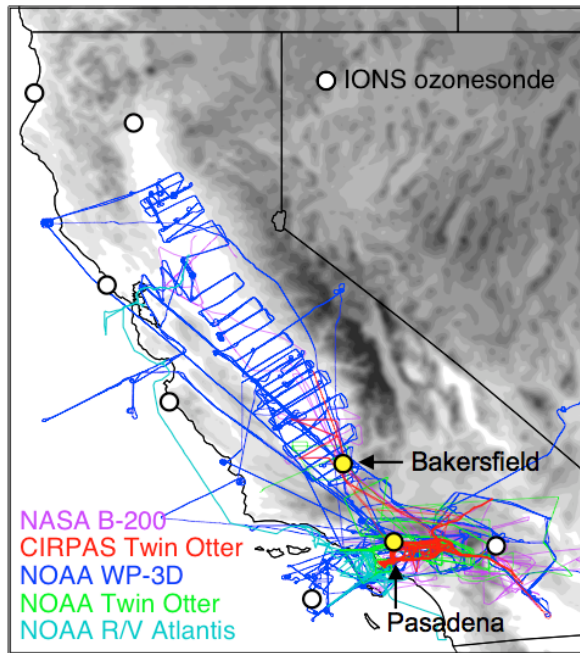 IONS ozonesonde
Bakersfield
NASA B-200
CIRPAS Twin Otter
NOAA WP-3D
NOAA Twin Otter
NOAA R/V Atlantis
Pasadena